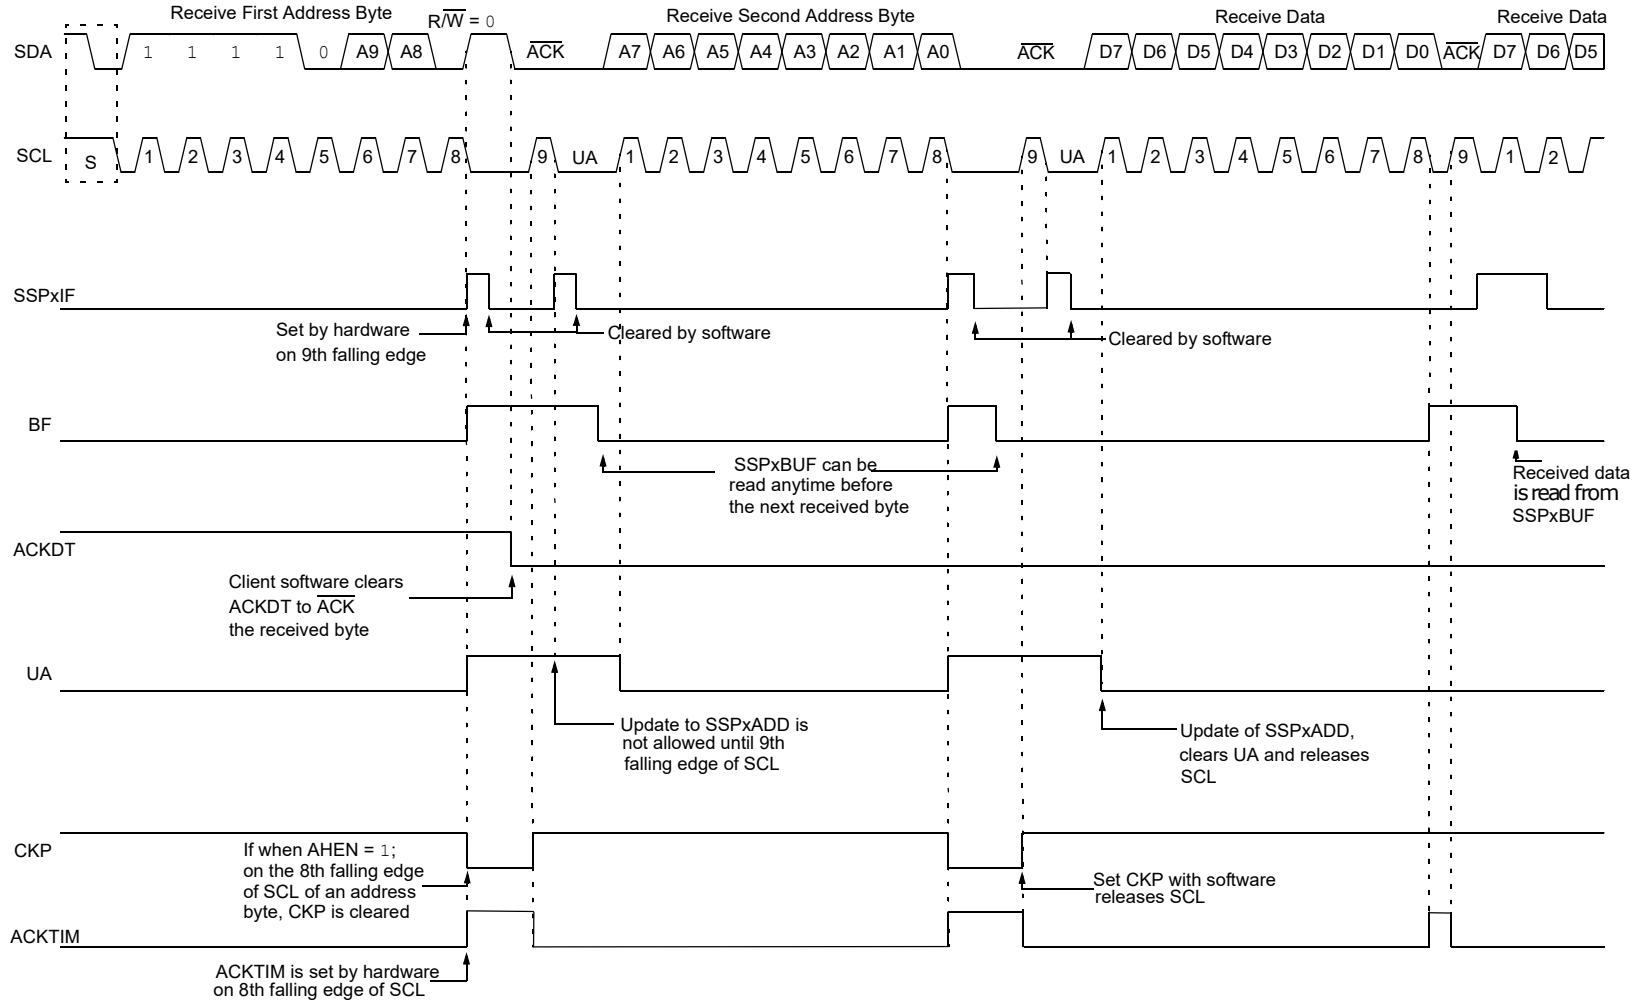 Receive First Address Byte
R/W = 0
Receive Second Address Byte
Receive Data
Receive Data
SDA
1 1 1 1 0 A9 A8 ACK A7 A6 A5 A4 A3 A2 A1 A0 ACK D7 D6 D5 D4 D3 D2 D1 D0 ACK D7 D6 D5
SCL
S 1 2 3 4 5 6 7 8 9 UA 1 2 3 4 5 6 7 8 9 UA 1 2 3 4 5 6 7 8 9 1 2
SSPxIF
Set by hardware
on 9th falling edge
Cleared by software
Cleared by software
BF
SSPxBUF can be
read anytime before
the next received byte
Received data
is read from
SSPxBUF
ACKDT
Client software clears
ACKDT to ACK
the received byte
UA
Update to SSPxADD is
not allowed until 9th
falling edge of SCL
Update of SSPxADD,
clears UA and releases
SCL
CKP
If when AHEN = 1;
on the 8th falling edge
of SCL of an address
byte, CKP is cleared
Set CKP with software
releases SCL
ACKTIM
ACKTIM is set by hardware
on 8th falling edge of SCL